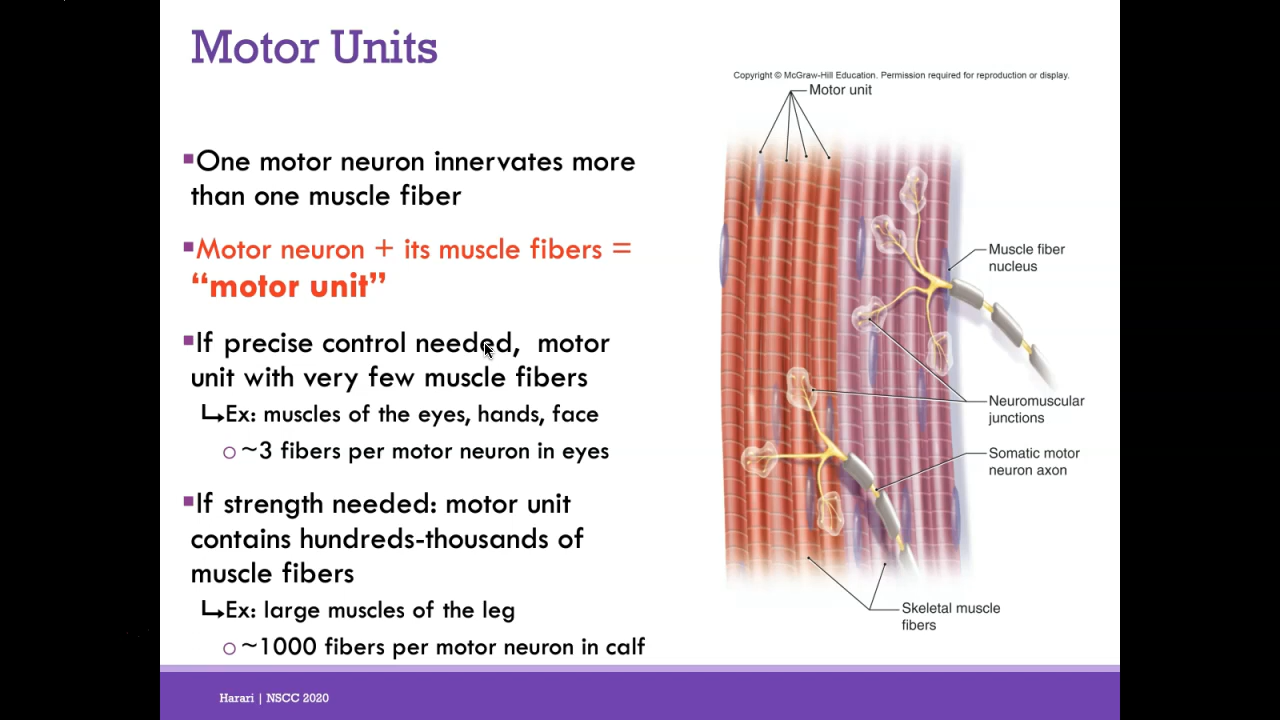 Motor Units
▪One motor neuron innervates more
than one muscle fiber
▪Motor neuron + its muscle fibers =
“motor unit”
▪If precise control needed, motor
unit with very few muscle fibers
↳Ex: muscles of the eyes, hands, face
○ ~3 fibers per motor neuron in eyes
▪If strength needed: motor unit
contains hundreds-thousands of
muscle fibers
↳Ex: large muscles of the leg
○ ~1000 fibers per motor neuron in calf
Copyright © McGraw-Hill Education. Permission required for reproduction or display.
Motor unit
Muscle fiber
nucleus
Neuromuscular
junctions
Somatic motor
neuron axon
Skeletal muscle
fibers
Harari | NSCC 2020